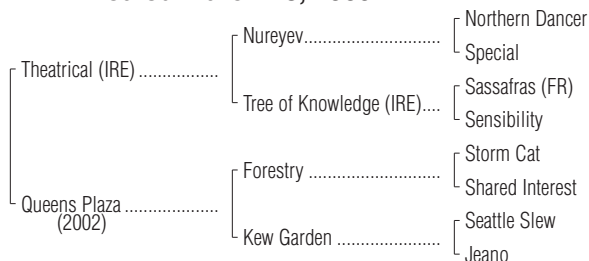 Northern Dancer
Nureyev
Special
Theatrical (IRE)
Sassafras (FR)
Tree of Knowledge (IRE)
Sensibility
Storm Cat
Forestry
Shared Interest
Queens Plaza
(2002)
Seattle Slew
Kew Garden
Jeano